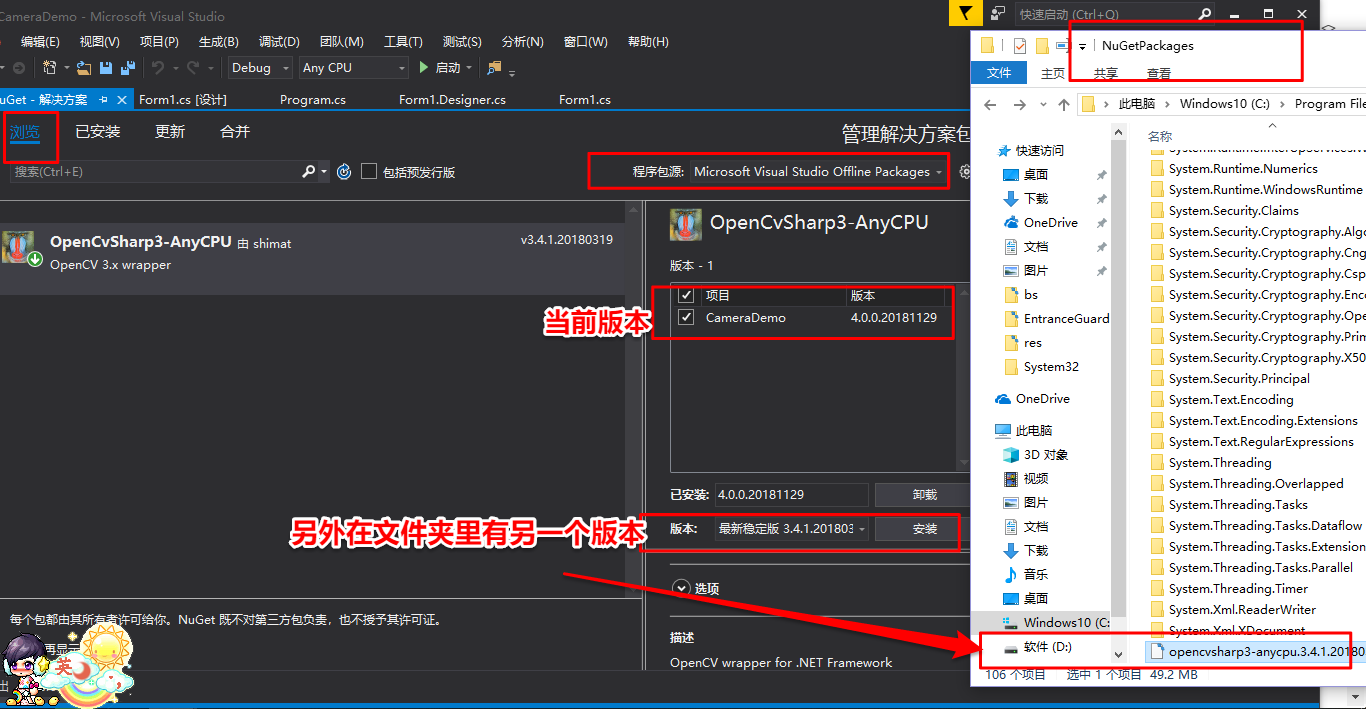 CameraDemo - Microsoft Visual Studio
快速启动 (Ctrl+Q)
编辑(E) 视图(V) 项目(P) 生成(B) 调试(D) 团队(M) 工具(T) 测试(S) 分析(N) 窗口(W) 帮助(H)
Debug Any CPU 启动
uGet - 解决方案 Form1.cs [设计] Program.cs Form1.Designer.cs Form1.cs
浏览 已安装 更新 合并
管理解决方案包
搜索(Ctrl+E) 包括预发行版
程序包源: Microsoft Visual Studio Offline Packages
OpenCvSharp3-AnyCPU 由 shimat v3.4.1.20180319
OpenCV 3.x wrapper
OpenCvSharp3-AnyCPU
版本 - 1
项目 版本
CameraDemo 4.0.0.20181129
当前版本
已安装: 4.0.0.20181129 卸载
另外在文件夹里有另一个版本
版本: 最新稳定版 3.4.1.201803 安装
选项
描述
OpenCV wrapper for .NET Framework
每个包都由其所有者许可给你。NuGet 既不对第三方包负责，也不授予其许可证。
再显示
英
出
NuGetPackages
文件 主页 共享 查看
此电脑 Windows10 (C:) Program File
快速访问
桌面
下载
OneDrive
文档
图片
bs
EntranceGuard
res
System32
OneDrive
此电脑
3D 对象
视频
图片
文档
下载
音乐
桌面
Windows10 (C:
软件 (D:)
名称
System.Runtime.InteropServices.W
System.Runtime.Numerics
System.Runtime.WindowsRuntime
System.Security.Claims
System.Security.Cryptography.Algo
System.Security.Cryptography.Cng
System.Security.Cryptography.Csp
System.Security.Cryptography.Enco
System.Security.Cryptography.Ope
System.Security.Cryptography.Prim
System.Security.Cryptography.X50
System.Security.Principal
System.Text.Encoding
System.Text.Encoding.Extensions
System.Text.RegularExpressions
System.Threading
System.Threading.Overlapped
System.Threading.Tasks
System.Threading.Tasks.Dataflow
System.Threading.Tasks.Extension
System.Threading.Tasks.Parallel
System.Threading.Timer
System.Xml.ReaderWriter
System.Xml.XDocument
opencvsharp3-anycpu.3.4.1.20180
106 个项目 选中 1 个项目 49.2 MB